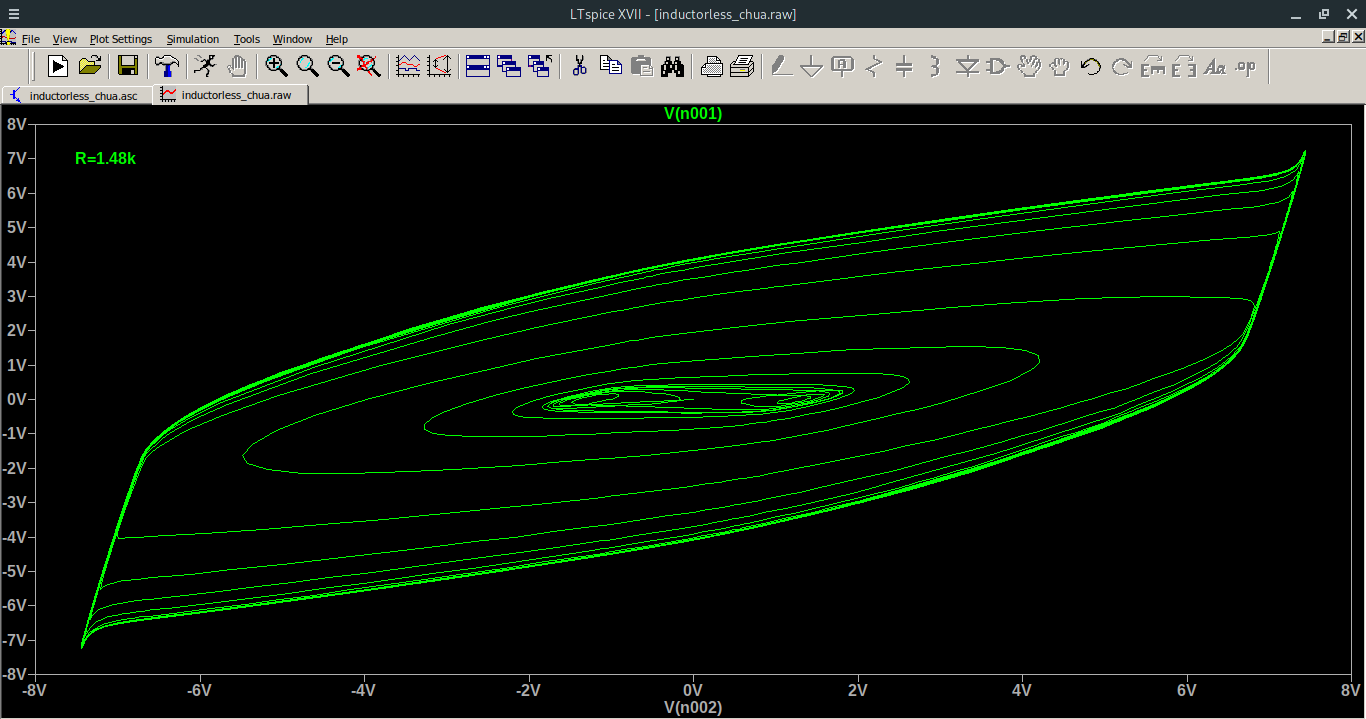 LTspice XVII - [inductorless_chua.raw]
File View Plot Settings Simulation Tools Window Help
inductorless_chua.asc inductorless_chua.raw
V(n001)
8V
R=1.48k
7V
6V
5V
4V
3V
2V
1V
0V
-1V
-2V
-3V
-4V
-5V
-6V
-7V
-8V
-8V -6V -4V -2V 0V 2V 4V 6V 8V
V(n002)